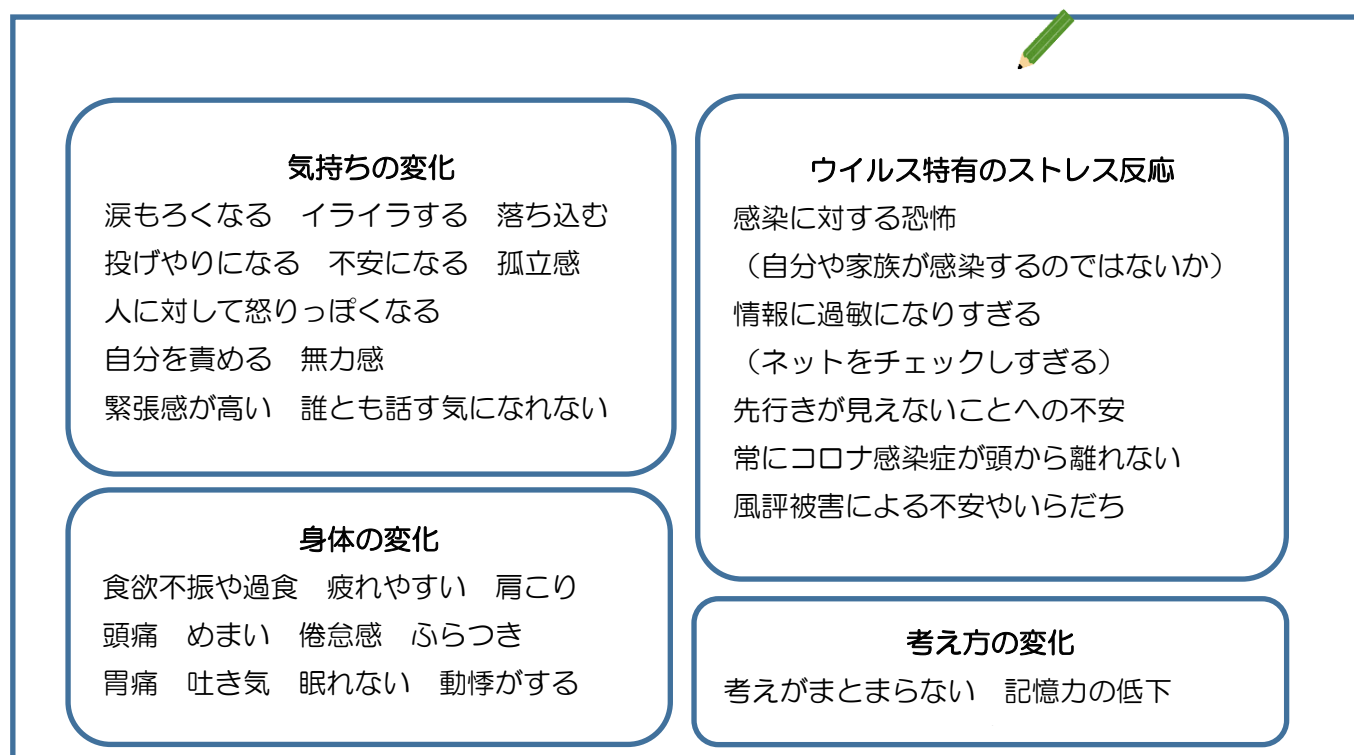 気持ちの変化
涙もろくなる　イライラする　落ち込む
投げやりになる　不安になる　孤立感
人に対して怒りっぽくなる
自分を責める　無力感
緊張感が高い　誰とも話す気になれない
身体の変化
食欲不振や過食　疲れやすい　肩こり
頭痛　めまい　倦怠感　ふらつき
胃痛　吐き気　眠れない　動悸がする
ウイルス特有のストレス反応
感染に対する恐怖
（自分や家族が感染するのではないか）
情報に過敏になりすぎる
（ネットをチェックしすぎる）
先行きが見えないことへの不安
常にコロナ感染症が頭から離れない
風評被害による不安やいらだち
考え方の変化
考えがまとまらない　記憶力の低下